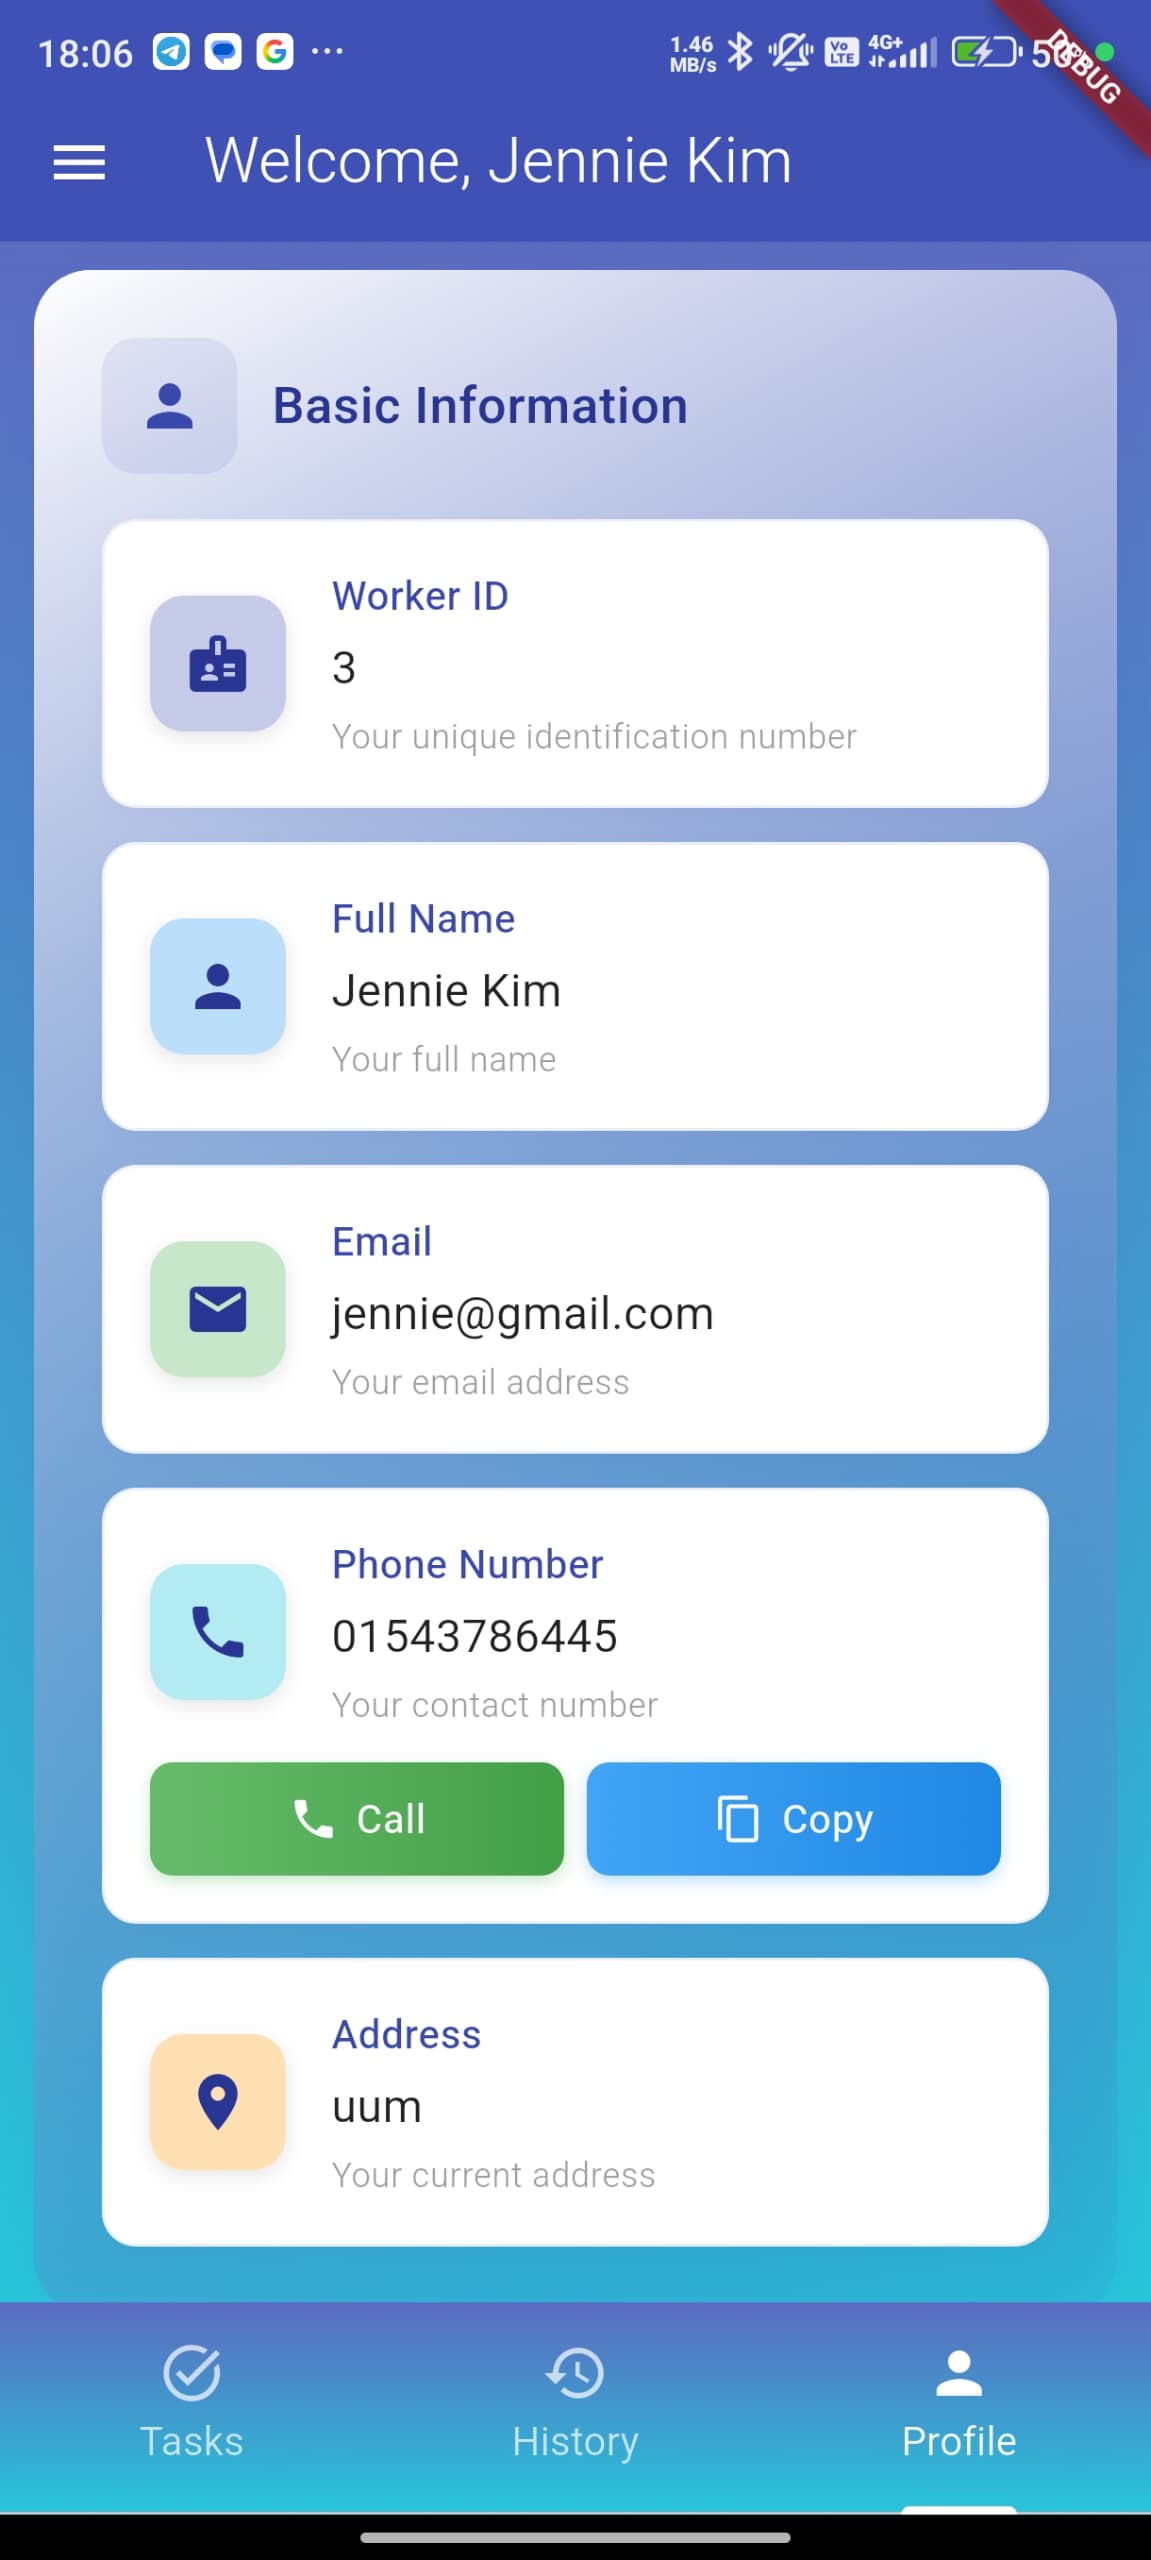 18:06
1.46
MB/s
Vo
LTE
4G+
DEBUG
Welcome, Jennie Kim
Basic Information
Worker ID
3
Your unique identification number
Full Name
Jennie Kim
Your full name
Email
jennie@gmail.com
Your email address
Phone Number
01543786445
Your contact number
Call
Copy
Address
uum
Your current address
Tasks
History
Profile